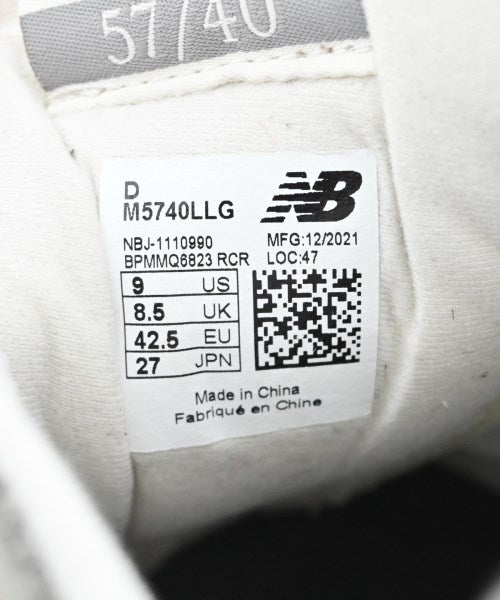 57/40
D
M5740LLG
NB
NBJ-1110990 MFG:12/2021
BPMMQ6823 RCR LOC:47
9 US
8.5 UK
42.5 EU
27 JPN
Made in China
Fabriqué en Chine